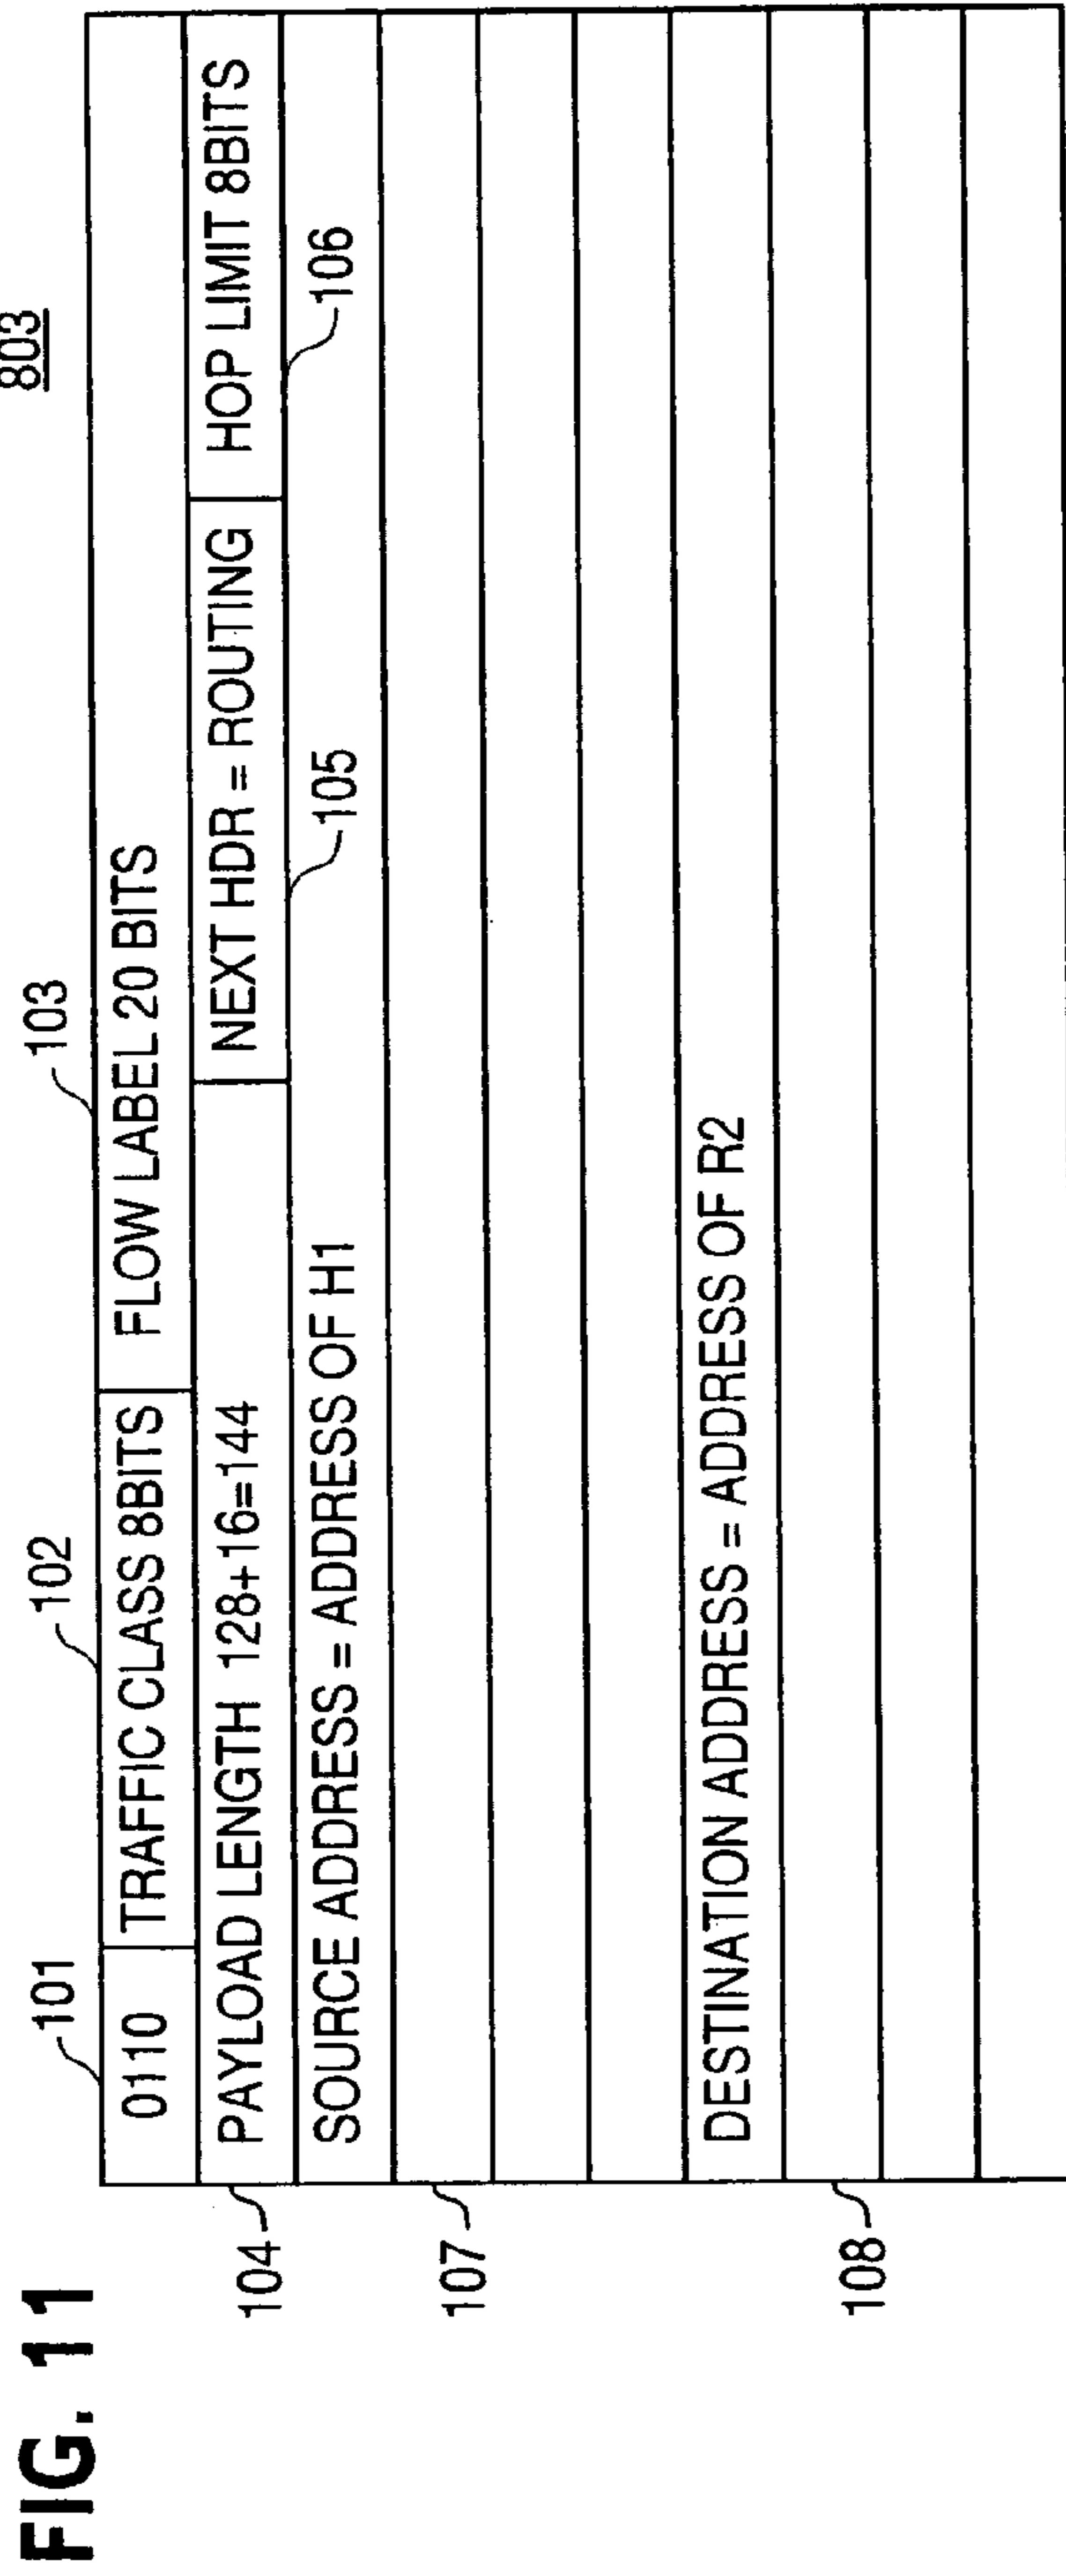 FIG. 11
803
101
102
103
0110 TRAFFIC CLASS 8BITS FLOW LABEL 20 BITS
104
PAYLOAD LENGTH 128+16=144 NEXT HDR = ROUTING HOP LIMIT 8BITS
SOURCE ADDRESS = ADDRESS OF H1
105
106
107
DESTINATION ADDRESS = ADDRESS OF R2
108